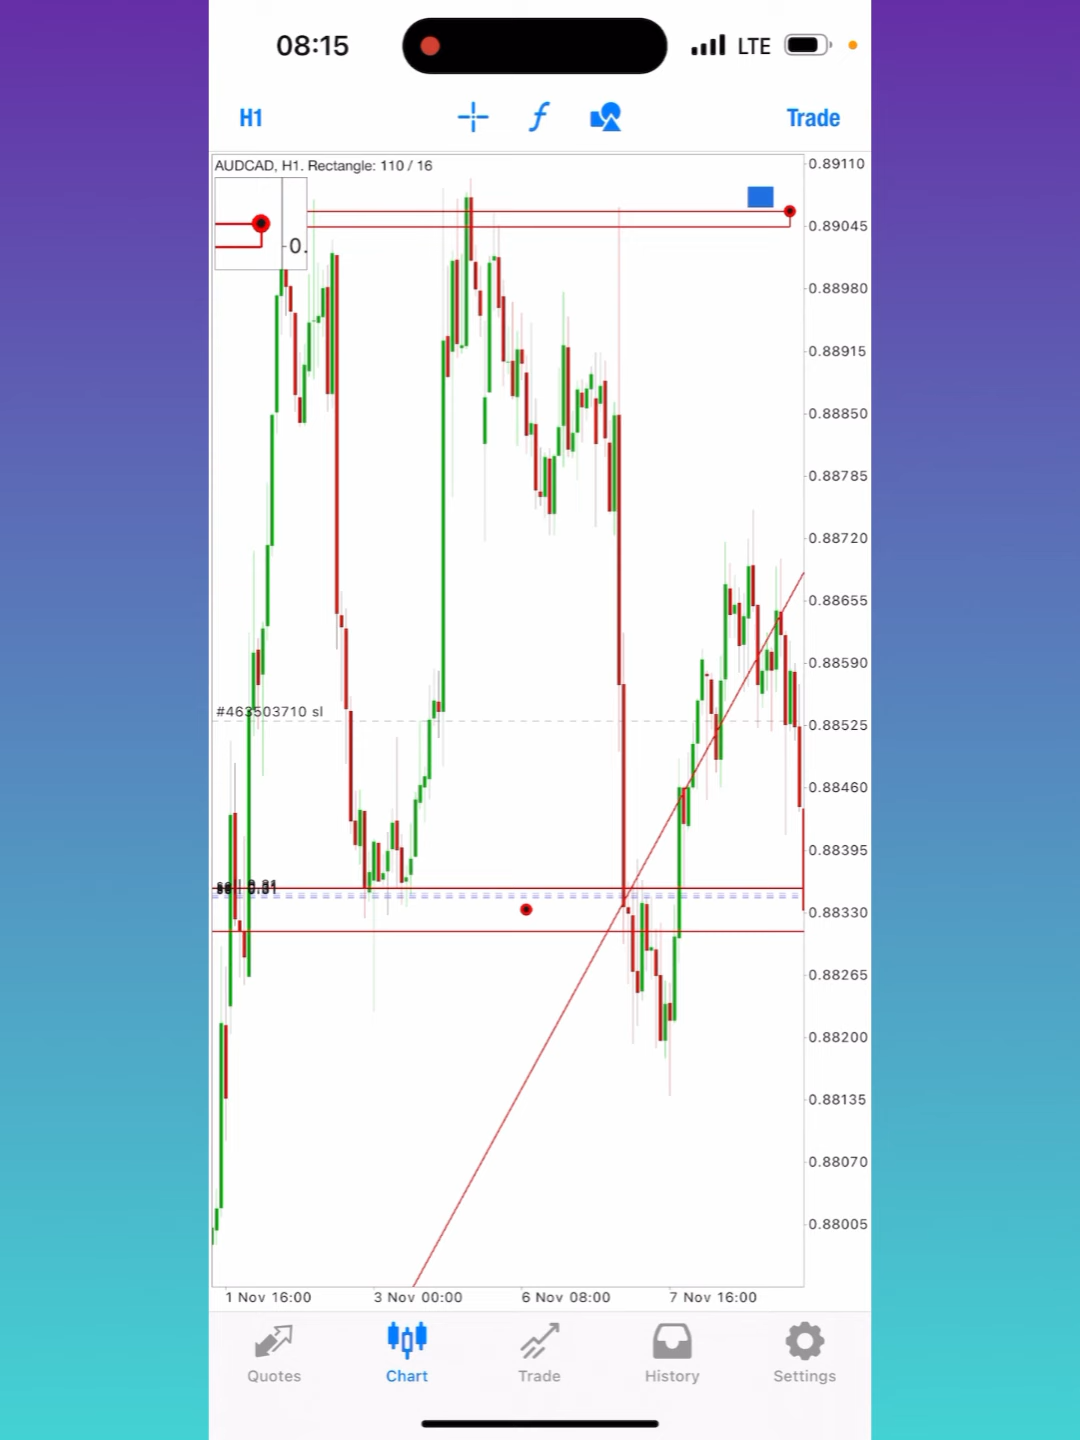 08:15
LTE
H1
f
Trade
AUDCAD, H1. Rectangle: 110 / 16
0.
0.89110
0.89045
0.88980
0.88915
0.88850
0.88785
0.88720
0.88655
0.88590
#463503710 sl
0.88525
0.88460
0.88395
0.88330
0.88265
0.88200
0.88135
0.88070
0.88005
1 Nov 16:00
3 Nov 00:00
6 Nov 08:00
7 Nov 16:00
Quotes
Chart
Trade
History
Settings